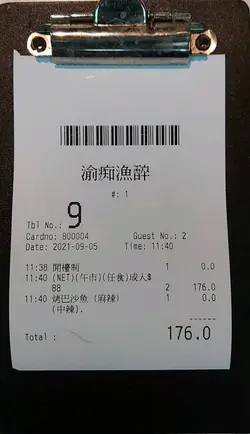 渝痴漁醉
#: 1
Tbl No.: 9
Cardno: 800004 Guest No.: 2
Date: 2021-09-05 Time: 11:40
11:38 開檯制 1 0.0
11:40 (NET)(午市)(任食)成人$
88 2 176.0
11:40 烤巴沙魚 (麻辣) 1 0.0
(中辣).
Total : 176.0